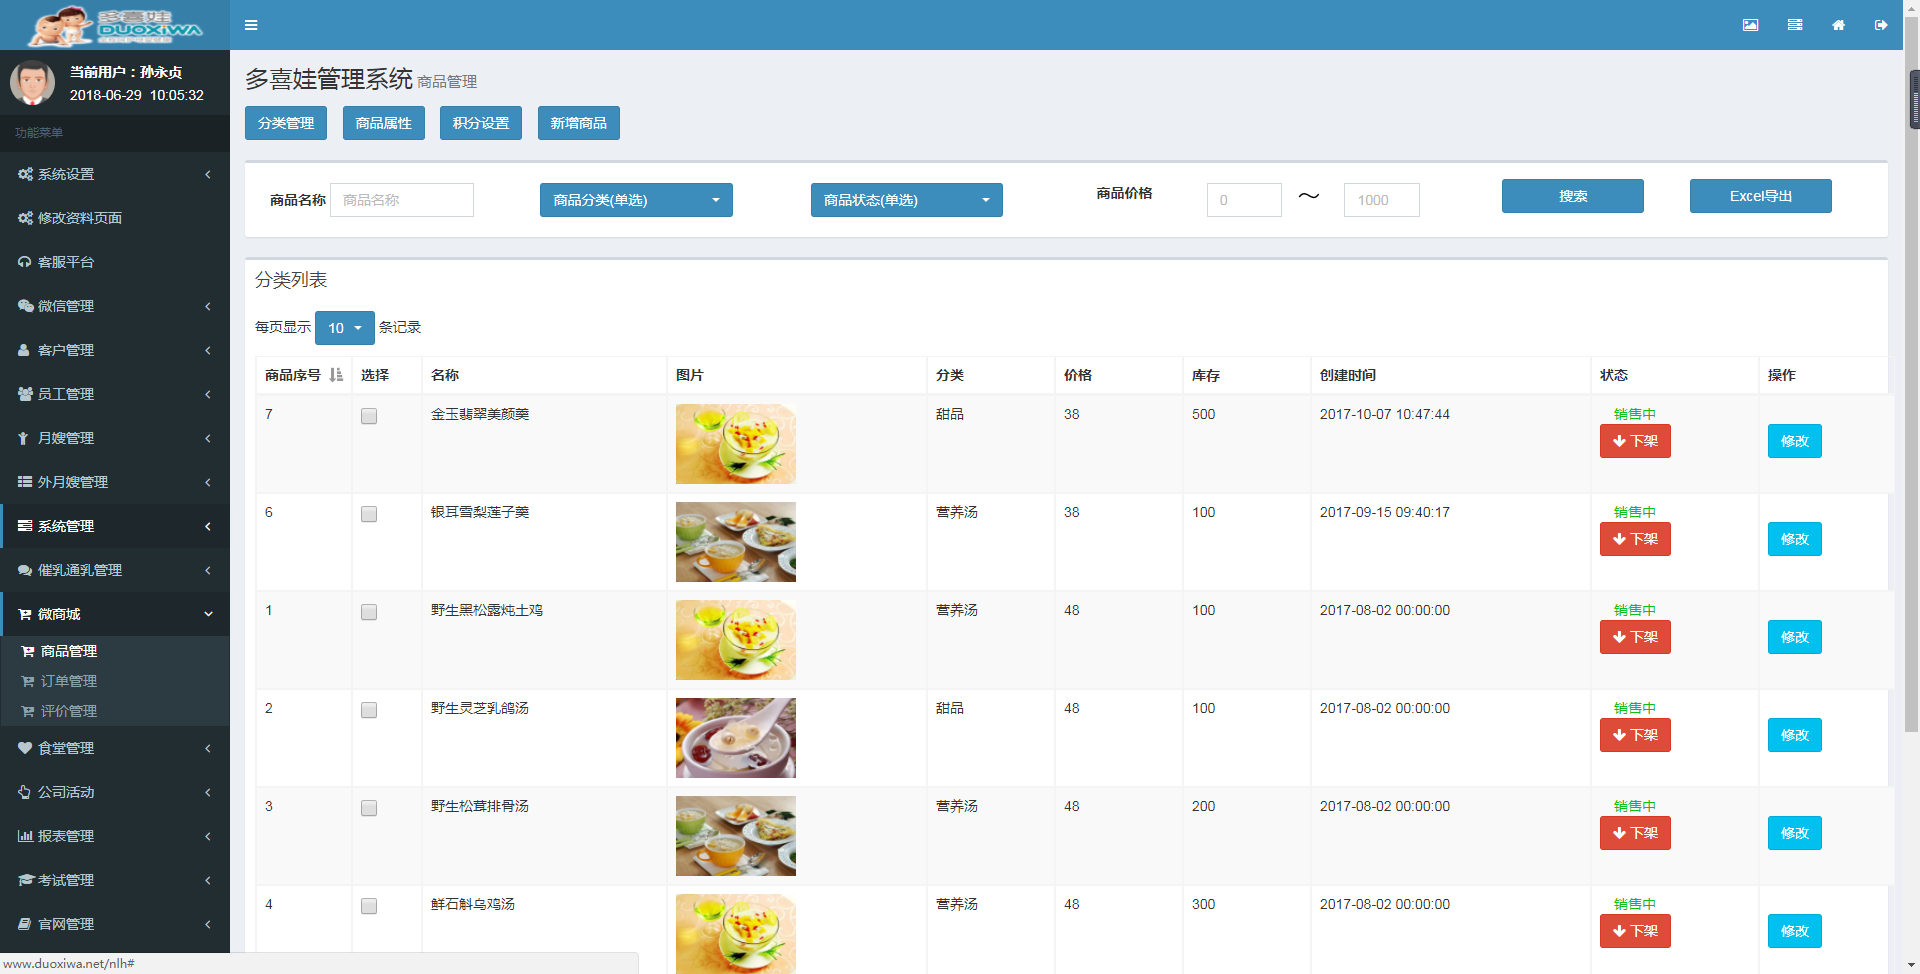 多喜娃
DUOXIWA
当前用户：孙永贞
2018-06-29 10:05:32
功能菜单
系统设置
修改资料页面
客服平台
微信管理
客户管理
员工管理
月嫂管理
外月嫂管理
系统管理
催乳通乳管理
微商城
商品管理
订单管理
评价管理
食堂管理
公司活动
报表管理
考试管理
官网管理
www.duoxiwa.net/nlh#
多喜娃管理系统 商品管理
分类管理 商品属性 积分设置 新增商品
商品名称 商品名称 商品分类(单选) 商品状态(单选) 商品价格 0 ～ 1000 搜索 Excel导出
分类列表
每页显示 10 条记录
商品序号 选择 名称 图片 分类 价格 库存 创建时间 状态 操作
7 金玉翡翠美颜羹 甜品 38 500 2017-10-07 10:47:44 销售中
下架 修改
6 银耳雪梨莲子羹 营养汤 38 100 2017-09-15 09:40:17 销售中
下架 修改
1 野生黑松露炖土鸡 营养汤 48 100 2017-08-02 00:00:00 销售中
下架 修改
2 野生灵芝乳鸽汤 甜品 48 100 2017-08-02 00:00:00 销售中
下架 修改
3 野生松茸排骨汤 营养汤 48 200 2017-08-02 00:00:00 销售中
下架 修改
4 鲜石斛乌鸡汤 营养汤 48 300 2017-08-02 00:00:00 销售中
下架 修改